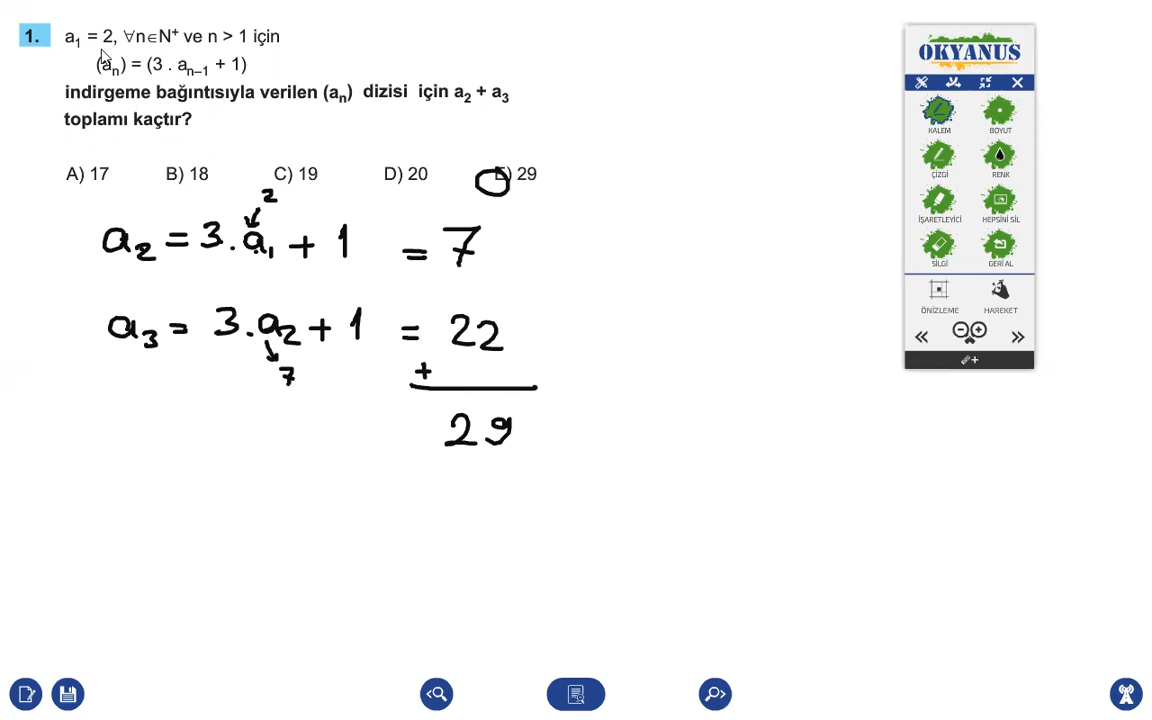 1. a₁ = 2, ∀n∈N⁺ ve n > 1 için
(aₙ) = (3 . aₙ₋₁ + 1)
indirgeme bağıntısıyla verilen (aₙ) dizisi için a₂ + a₃
toplamı kaçtır?
A) 17 B) 18 C) 19 D) 20 E) 29
2
a₂ = 3.a₁ + 1 = 7
a₃ = 3.a₂ + 1 = 22
7
+
29
OKYANUS
KALEM BOYUT
ÇİZGİ RENK
İŞARETLEYİCİ HEPSİNİ SİL
SİLGİ GERİ AL
ÖNİZLEME HAREKET